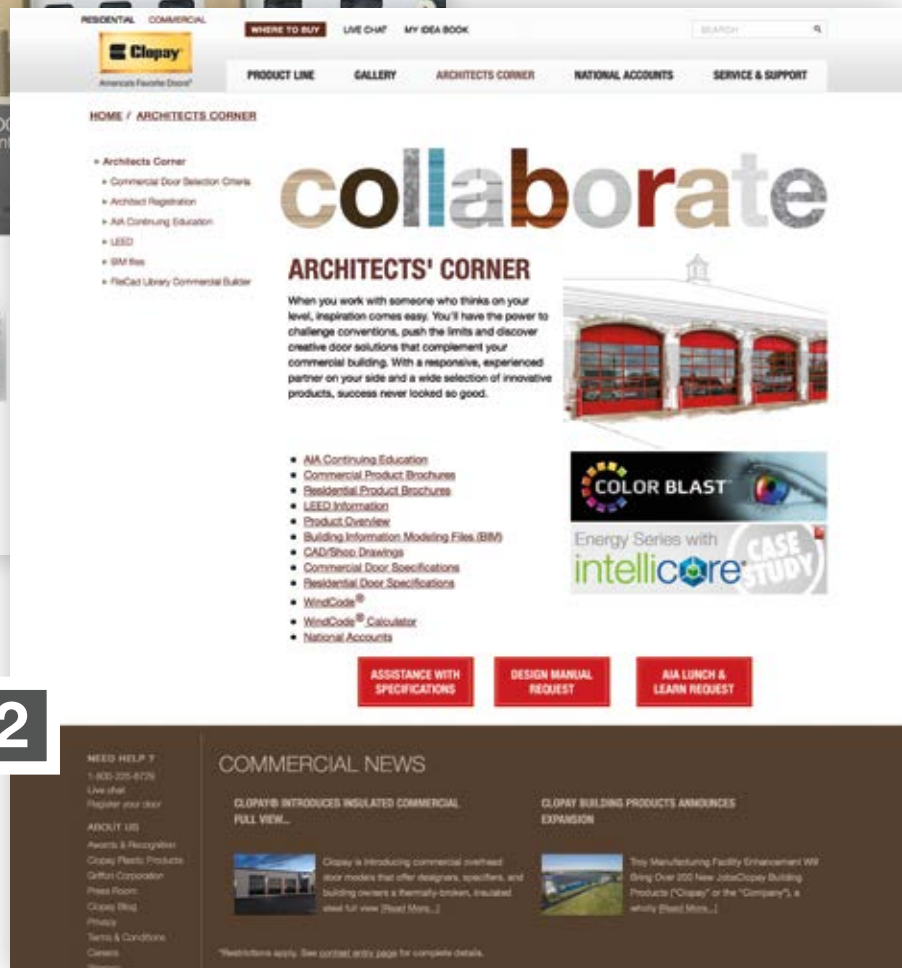 RESIDENTIAL COMMERCIAL
WHERE TO BUY LIVE CHAT MY IDEA BOOK SEARCH
Clopay
America's Favorite Doors®
PRODUCT LINE GALLERY ARCHITECTS CORNER NATIONAL ACCOUNTS SERVICE & SUPPORT
HOME / ARCHITECTS CORNER
Architects Corner
Commercial Door Selection Criteria
Architect Registration
AIA Continuing Education
LEED
BIM files
FileCad Library Commercial Builder
collaborate
ARCHITECTS' CORNER
When you work with someone who thinks on your
level, inspiration comes easy. You'll have the power to
challenge conventions, push the limits and discover
creative door solutions that complement your
commercial building. With a responsive, experienced
partner on your side and a wide selection of innovative
products, success never looked so good.
AIA Continuing Education
Commercial Product Brochures
Residential Product Brochures
LEED Information
Product Overview
Building Information Modeling Files (BIM)
CAD/Shop Drawings
Commercial Door Specifications
Residential Door Specifications
WindCode®
WindCode® Calculator
National Accounts
COLOR BLAST
Energy Series with
intellicore
CASE
STUDY
ASSISTANCE WITH
SPECIFICATIONS
DESIGN MANUAL
REQUEST
AIA LUNCH &
LEARN REQUEST
2
NEED HELP ?
1-800-225-6729
Live chat
Register your door
ABOUT US
Awards & Recognition
Clopay Plastic Products
Griffon Corporation
Press Room
Clopay Blog
Privacy
Terms & Conditions
Careers
COMMERCIAL NEWS
CLOPAY® INTRODUCES INSULATED COMMERCIAL
FULL VIEW...
Clopay is introducing commercial overhead
door models that offer designers, specifiers, and
building owners a thermally-broken, insulated
steel full view [Read More...]
CLOPAY BUILDING PRODUCTS ANNOUNCES
EXPANSION
Troy Manufacturing Facility Enhancement Will
Bring Over 200 New JobsClopay Building
Products ("Clopay" or the "Company"), a
wholly [Read More...]
*Restrictions apply. See contest entry page for complete details.